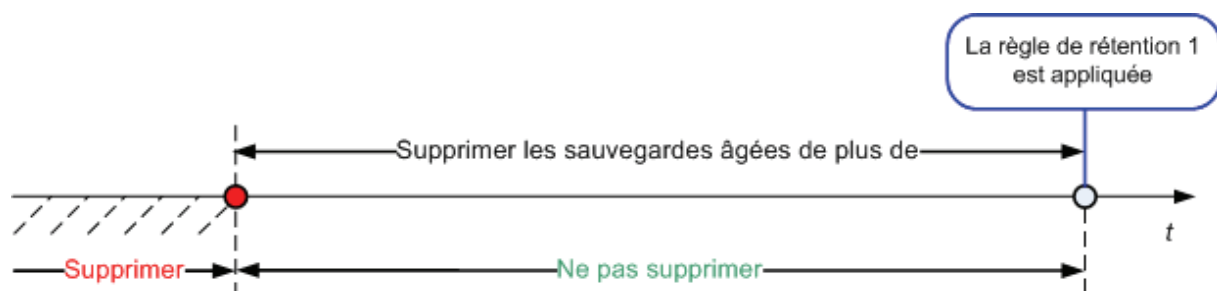 La règle de rétention 1
est appliquée
Supprimer les sauvegardes âgées de plus de
t
Supprimer
Ne pas supprimer